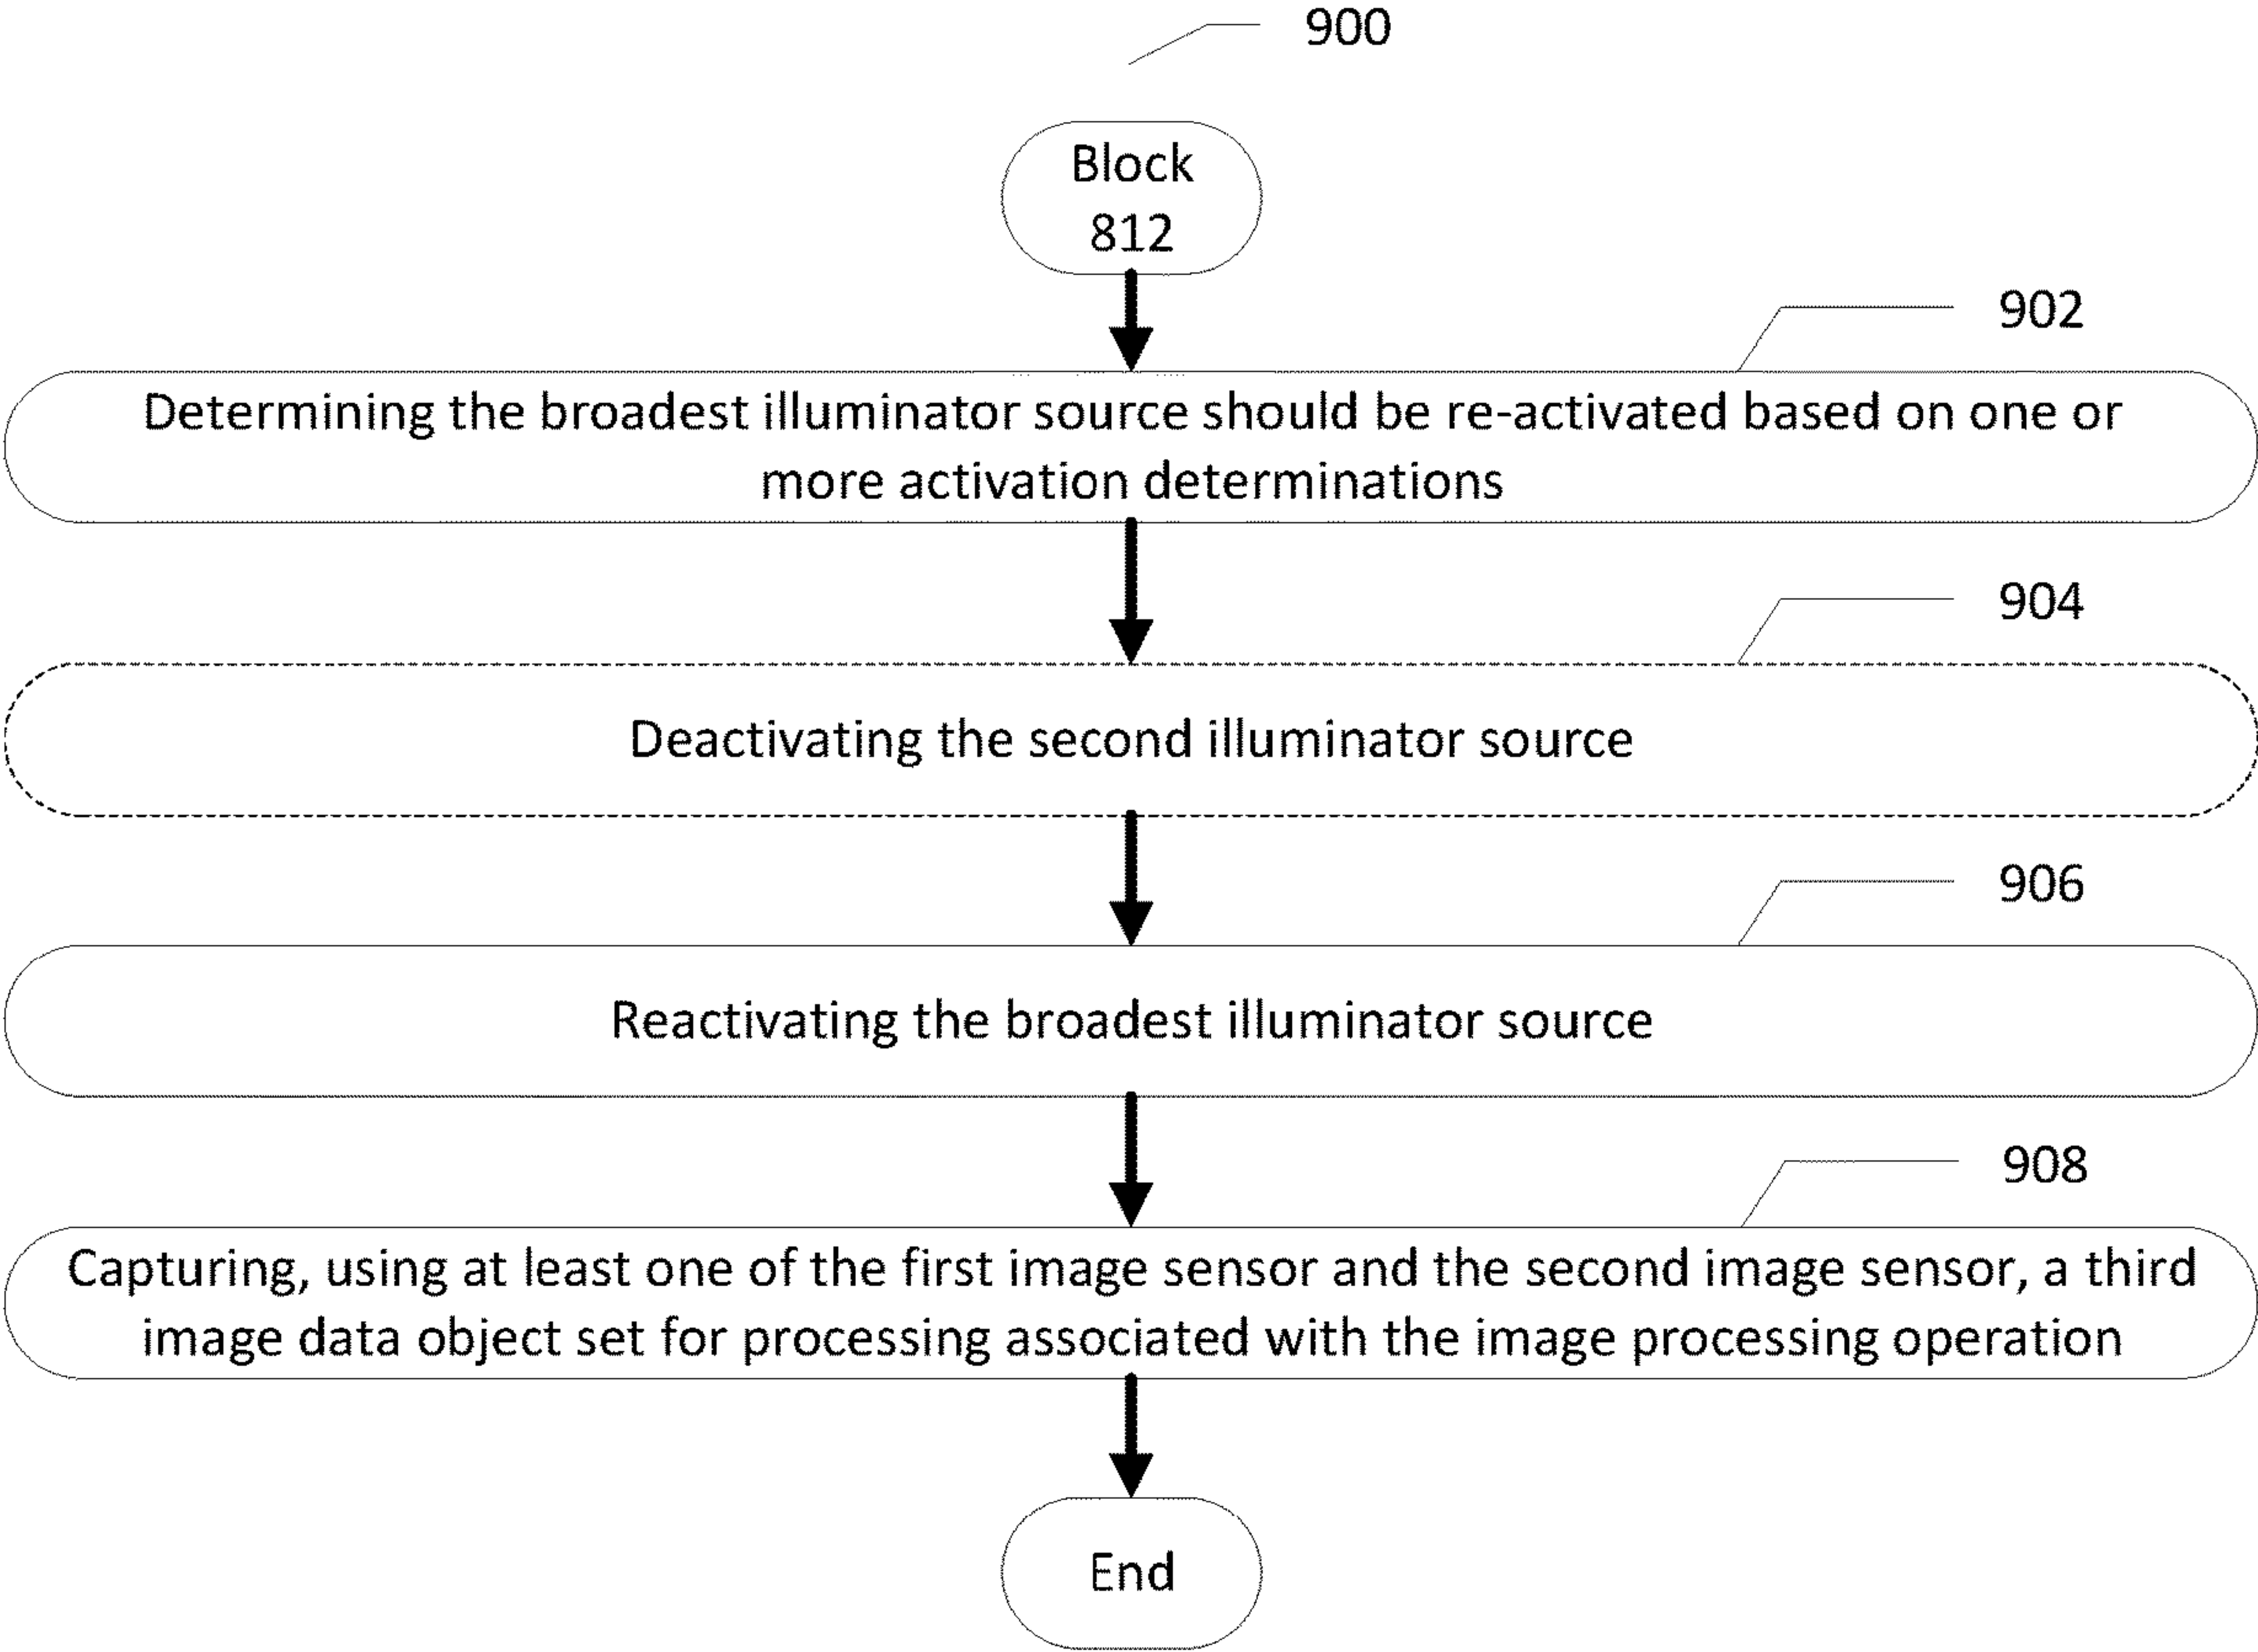 900
Block
812
902
Determining the broadest illuminator source should be re-activated based on one or
more activation determinations
904
Deactivating the second illuminator source
906
Reactivating the broadest illuminator source
908
Capturing, using at least one of the first image sensor and the second image sensor, a third
image data object set for processing associated with the image processing operation
End